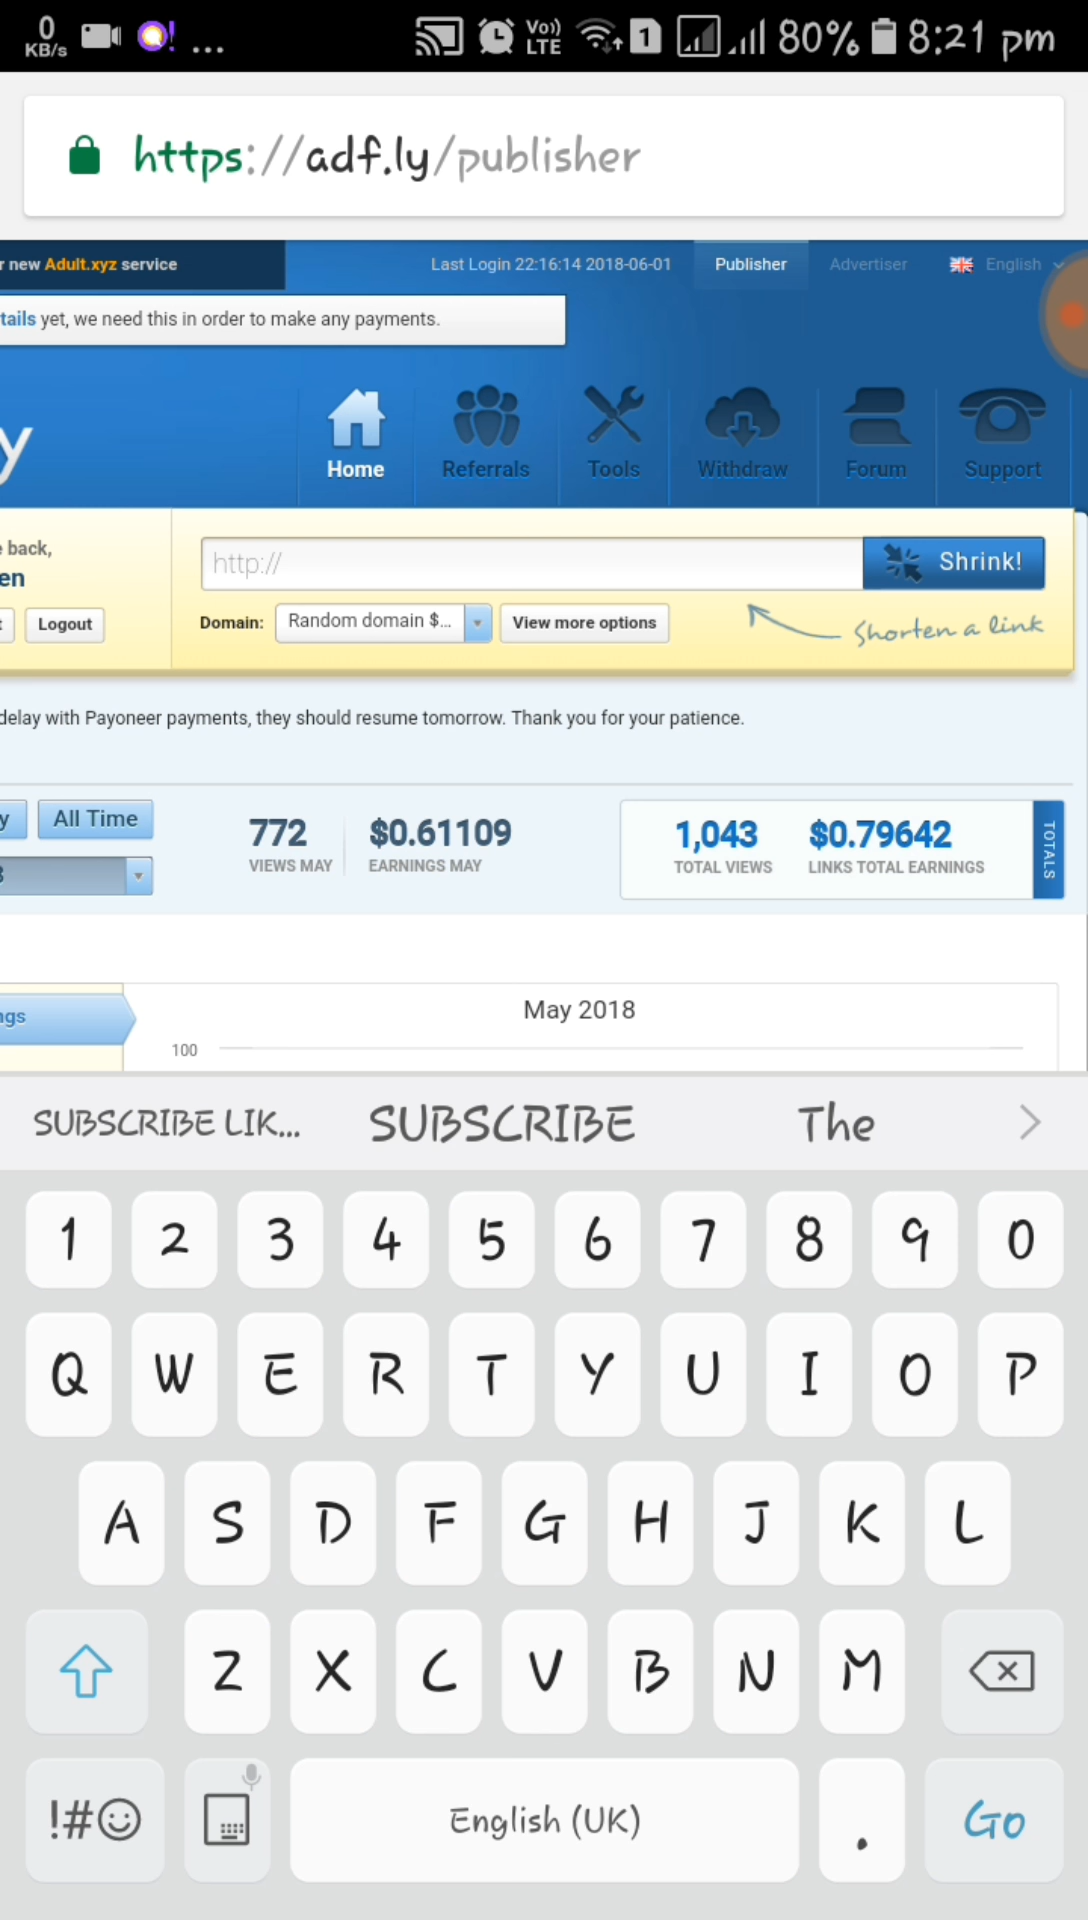 0 KB/s ... Vo)) LTE 1 80% 8:21 pm
https://adf.ly/publisher
r new Adult.xyz service Last Login 22:16:14 2018-06-01 Publisher Advertiser English
tails yet, we need this in order to make any payments.
y
Home Referrals Tools Withdraw Forum Support
e back,
en
http:// Shrink!
t Logout Domain: Random domain $... View more options Shorten a link
delay with Payoneer payments, they should resume tomorrow. Thank you for your patience.
y All Time 772 $0.61109 1,043 $0.79642 TOTALS
VIEWS MAY EARNINGS MAY TOTAL VIEWS LINKS TOTAL EARNINGS
ngs May 2018
100
SUBSCRIBE LIK... SUBSCRIBE The
1 2 3 4 5 6 7 8 9 0
Q W E R T Y U I O P
A S D F G H J K L
Z X C V B N M
!#☺ English (UK) . Go